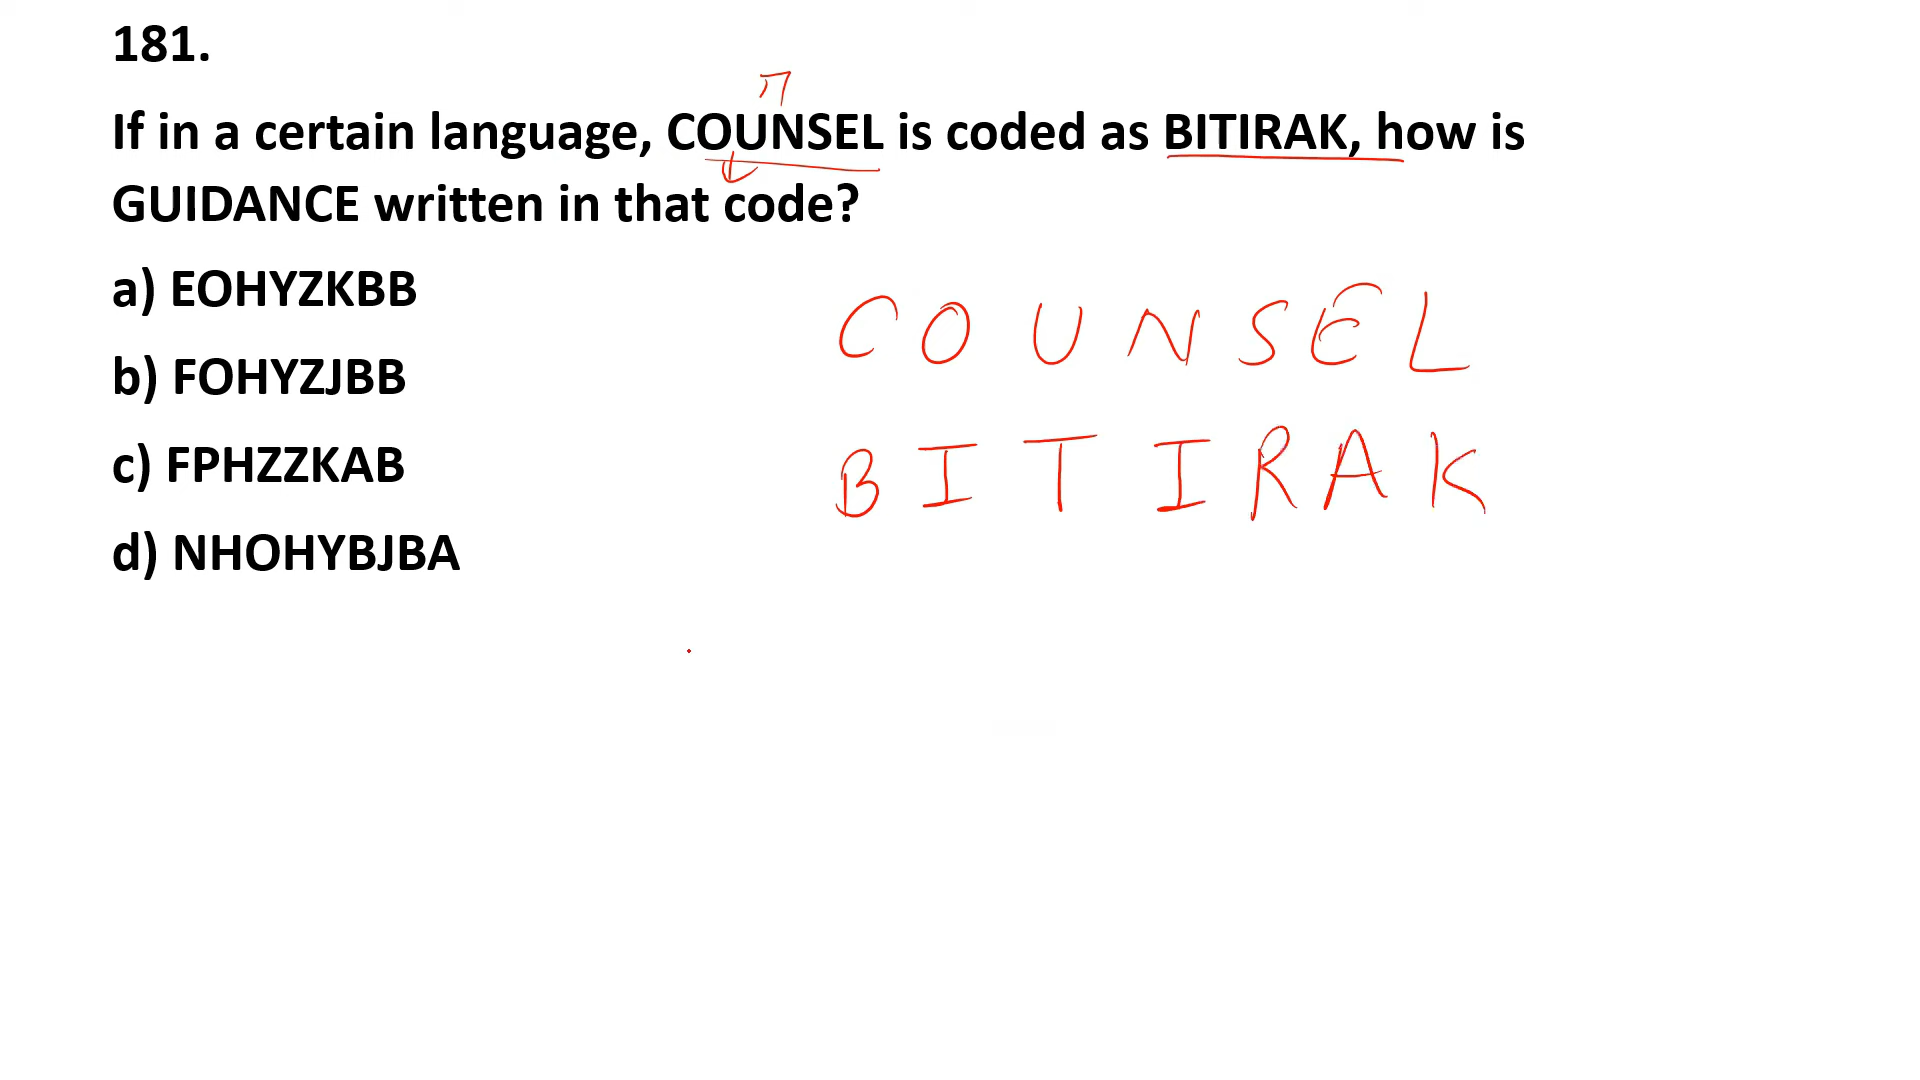 181.
If in a certain language, COUNSEL is coded as BITIRAK, how is
GUIDANCE written in that code?
a) EOHYZKBB
b) FOHYZJBB
c) FPHZZKAB
d) NHOHYBJBA
C O U N S E L
B I T I R A K